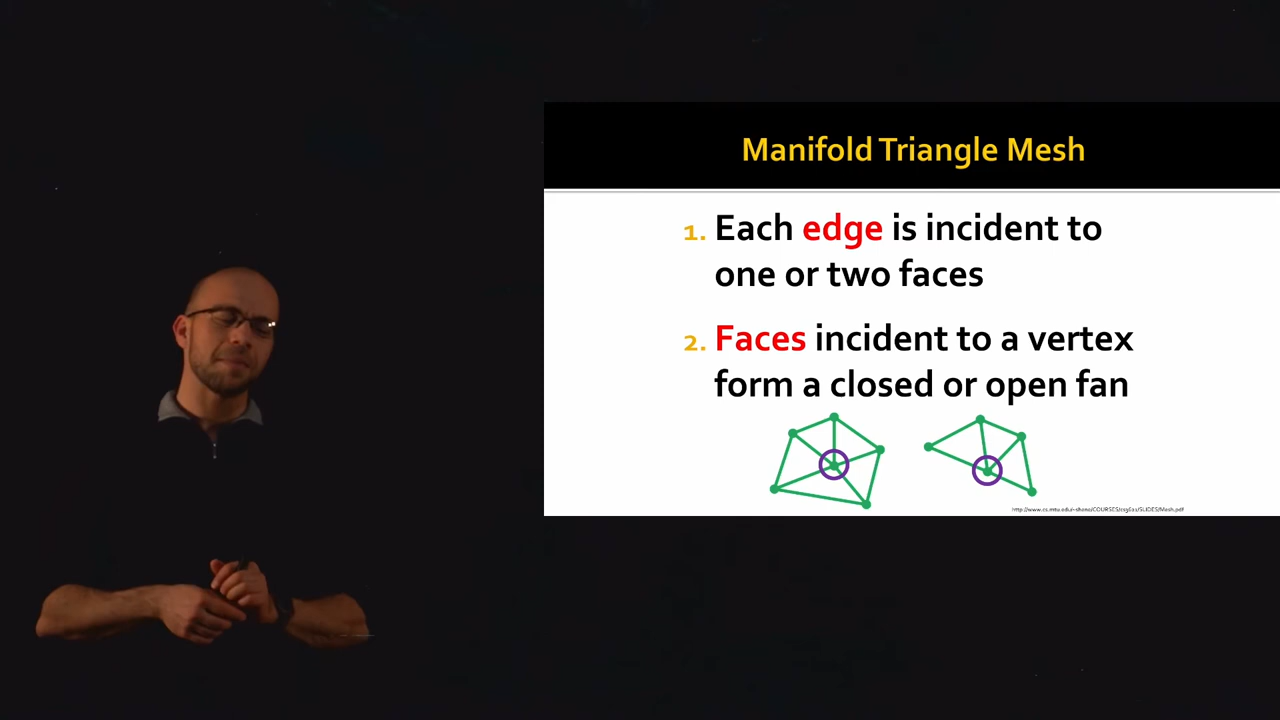 Manifold Triangle Mesh
1. Each edge is incident to
one or two faces
2. Faces incident to a vertex
form a closed or open fan